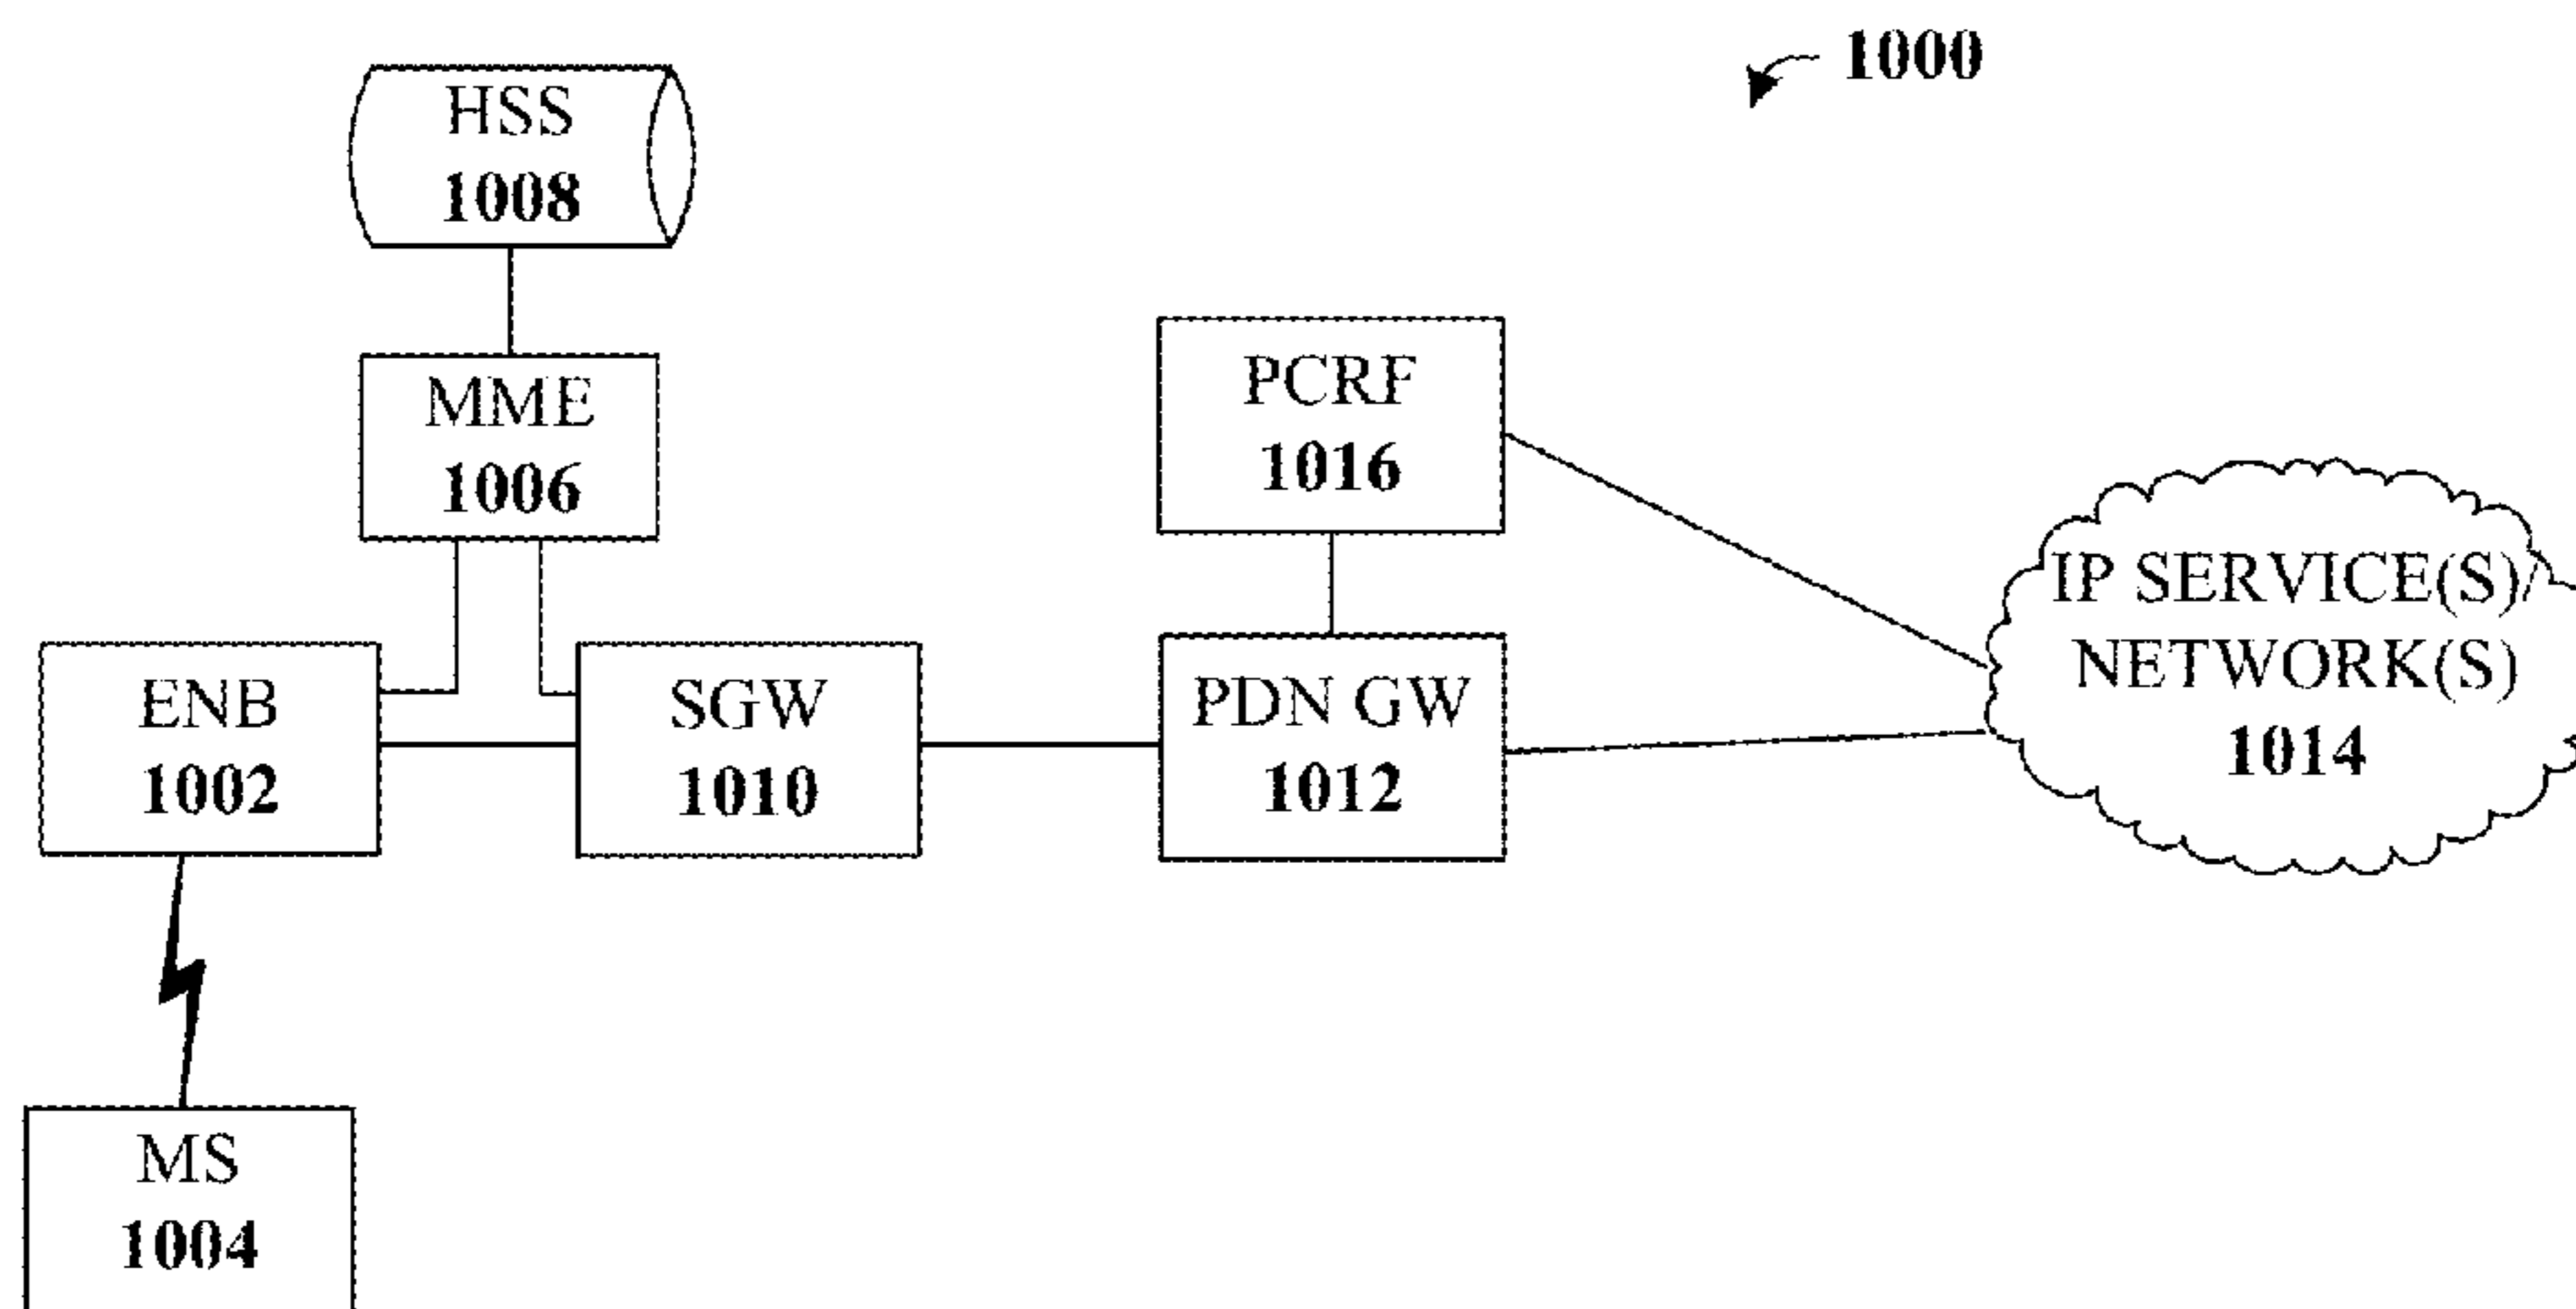 1000
HSS
1008
MME
1006
PCRF
1016
IP SERVICE(S)/
NETWORK(S)
1014
ENB
1002
SGW
1010
PDN GW
1012
MS
1004